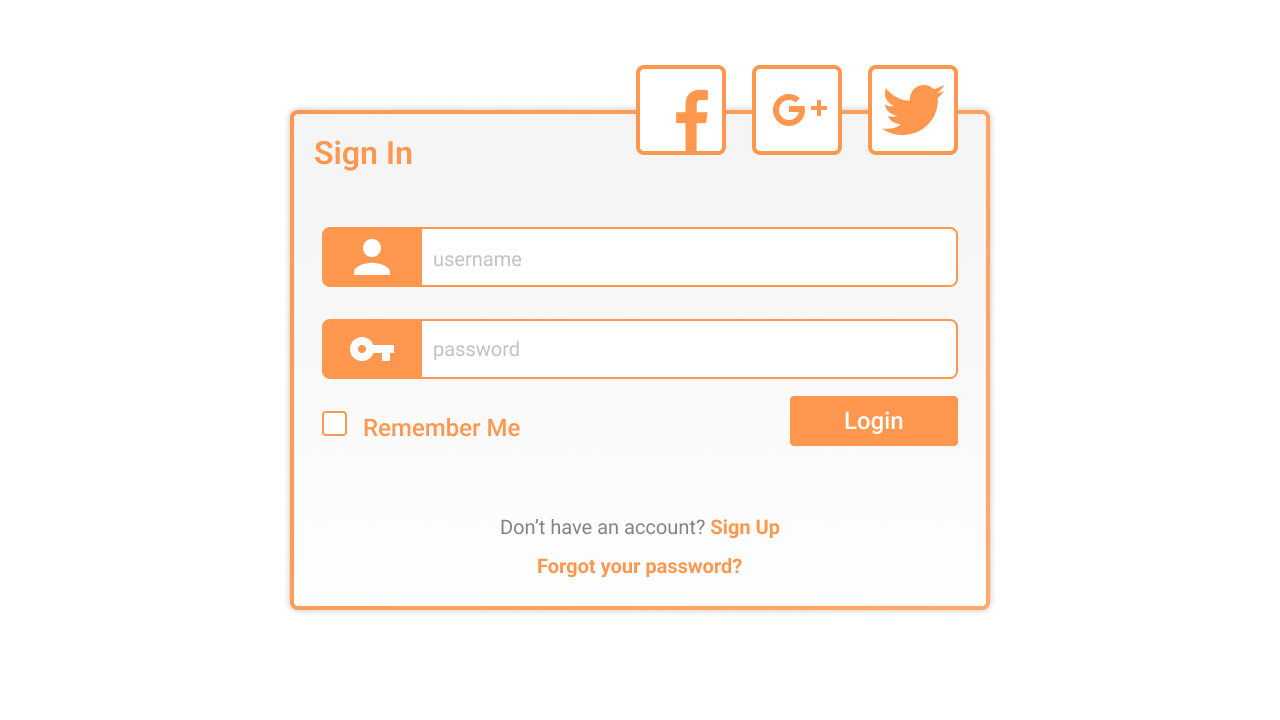 Sign In
username
password
Remember Me
Login
Don’t have an account? Sign Up
Forgot your password?